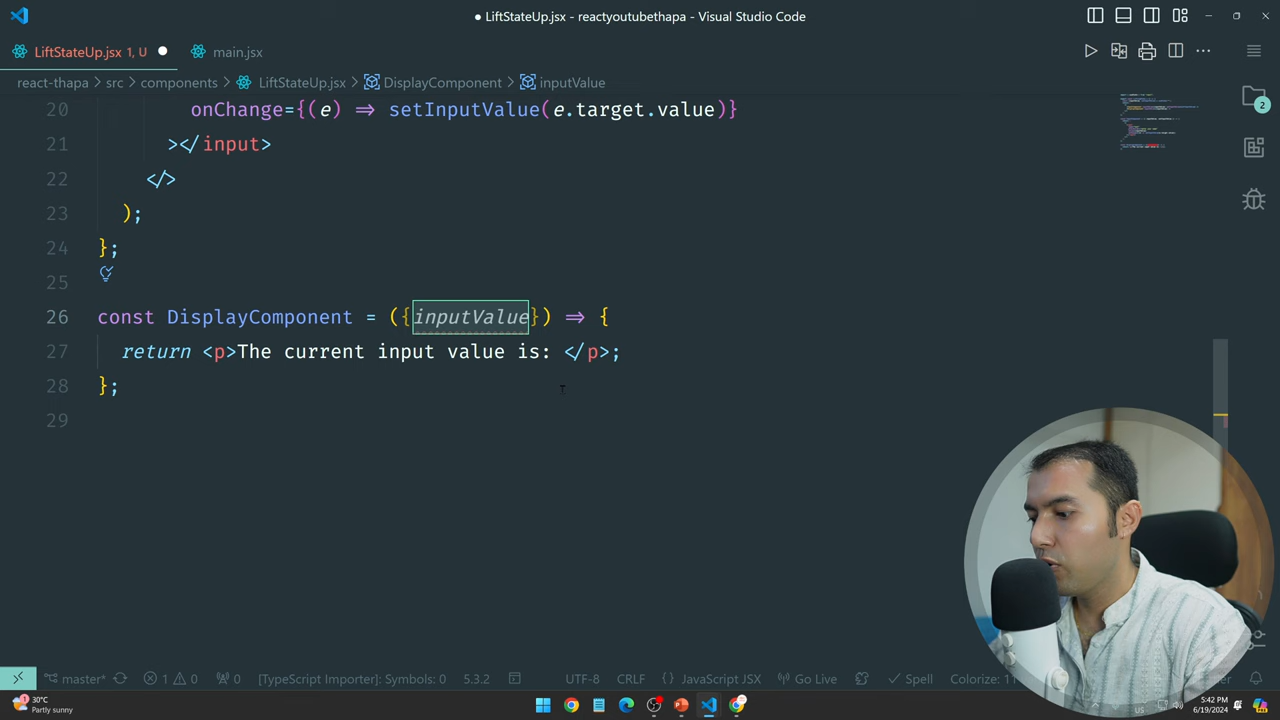 ● LiftStateUp.jsx - reactyoutubethapa - Visual Studio Code
LiftStateUp.jsx 1, U ●
main.jsx
react-thapa > src > components > LiftStateUp.jsx > DisplayComponent > inputValue
20 onChange={(e) => setInputValue(e.target.value)}
21 ></input>
22 </>
23 );
24 };
25
26 const DisplayComponent = ({inputValue}) => {
27 return <p>The current input value is: </p>;
28 };
29
2
master* 1 0 0 [TypeScript Importer]: Symbols: 0 5.3.2 UTF-8 CRLF {} JavaScript JSX Go Live Spell Colorize: 11
1
30°C
Partly sunny
US
5:42 PM
6/19/2024